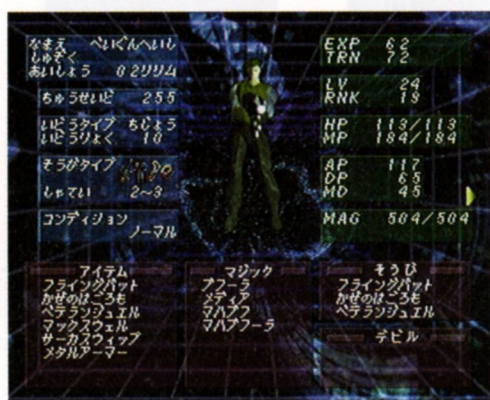 なまえ べいぐんへいし
しゅぞく
あいしょう 02リリム
ちゅうせいど 255
いどうタイプ ちじょう
いどうりょく 10
そうびタイプ
しゃてい 2~3
コンディション
ノーマル
EXP 62
TRN 72
LV 24
RNK 19
HP 113/113
MP 184/184
AP 117
DP 65
MD 45
MAG 504/504
アイテム
フライングハット
かぜのはごろも
ベテランジュエル
マックスウェル
サーカスウィップ
メタルアーマー
マジック
ブフーラ
メディア
マハブフ
マハブフーラ
そうび
フライングハット
かぜのはごろも
ベテランジュエル
デビル